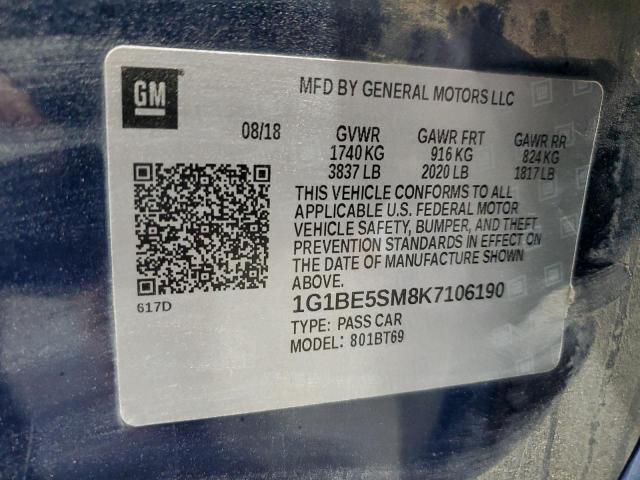 GM
MFD BY GENERAL MOTORS LLC
08/18 GVWR GAWR FRT GAWR RR
1740 KG 916 KG 824 KG
3837 LB 2020 LB 1817 LB
THIS VEHICLE CONFORMS TO ALL
APPLICABLE U.S. FEDERAL MOTOR
VEHICLE SAFETY, BUMPER, AND THEFT
PREVENTION STANDARDS IN EFFECT ON
THE DATE OF MANUFACTURE SHOWN
ABOVE.
617D
1G1BE5SM8K7106190
TYPE: PASS CAR
MODEL: 801BT69